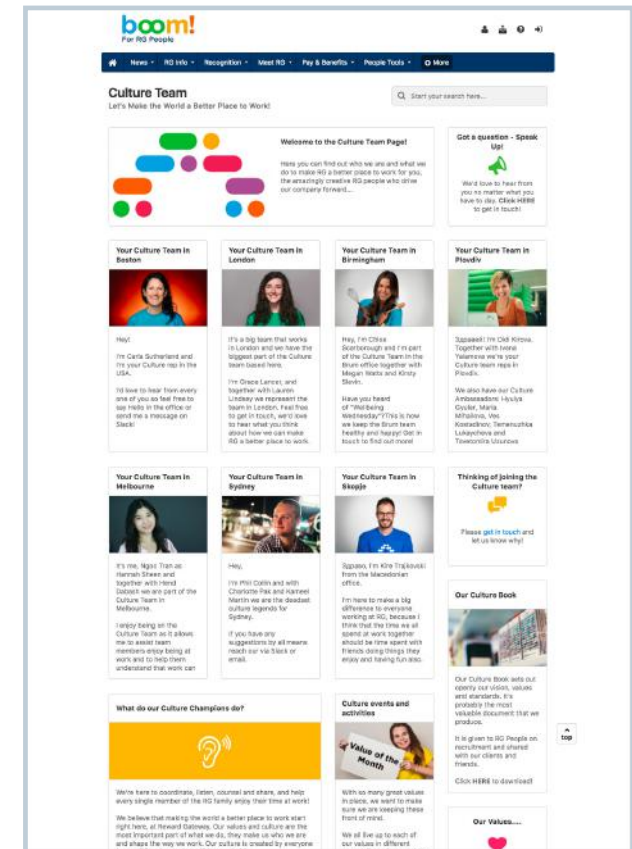 boom!
For RG People
News
RG Info
Recognition
Meet RG
Pay & Benefits
People Tools
More
Culture Team
Let's Make the World a Better Place to Work!
Start your search here...
Welcome to the Culture Team Page!
Here you can find out who we are and what we
do to make RG a better place to work for you,
the amazingly creative RG people who drive
our company forward...
Got a question - Speak
Up!
We'd love to hear from
you no matter what you
have to day. Click HERE
to get in touch!
Your Culture Team in
Boston
Hey!
I'm Carla Sutherland and
I'm your Culture rep in the
USA.
I'd love to hear from every
one of you so feel free to
say Hello in the office or
send me a message on
Slack!
Your Culture Team in
London
It's a big team that works
in London and we have the
biggest part of the Culture
team based here.
I'm Grace Lancer, and
together with Lauren
Lindsey we represent the
team in London. Feel free
to get in touch, we'd love
to hear what you think
about how we can make
RG a better place to work.
Your Culture Team in
Birmingham
Hey, I'm Chloe
Scarborough and I'm part
of the Culture Team in the
Brum office together with
Megan Watts and Kirsty
Slevin.
Have you heard
of "Wellbeing
Wednesday"?This is how
we keep the Brum team
healthy and happy! Get in
touch to find out more!
Your Culture Team in
Plovdiv
Здравей! I'm Didi Kirova.
Together with Ivona
Yalamova we're your
Culture team reps in
Plovdiv.
We also have our Culture
Ambassadors: Hyulya
Gyuler, Maria
Mihailova, Ves
Kostadinov, Temenuzhka
Lukaycheva and
Tsvetomira Uzunova
Your Culture Team in
Melbourne
It's me, Ngoc Tran as
Hannah Sheen and
together with Hend
Dabash we are part of the
Culture Team in
Melbourne.
I enjoy being on the
Culture Team as it allows
me to assist team
members enjoy being at
work and to help them
understand that work can
Your Culture Team in
Sydney
Hey,
I'm Phil Collin and with
Charlotte Pak and
Martin we are the deadset
culture legends for
Sydney.
If you have any
suggestions by all means
reach our via Slack or
email.
Your Culture Team in
Skopje
Здраво, I'm Kire Trajkovski
from the Macedonian
office.
I'm here to make a big
difference to everyone
working at RG, because I
think that the time we all
spend at work together
should be time spent with
friends doing things they
enjoy and having fun also.
Thinking of joining the
Culture team?
Please get in touch and
let us know why!
Our Culture Book
Our Culture Book sets out
openly our vision, values
and standards. It's
probably the most
valuable document that we
produce.
It is given to RG People on
recruitment and shared
with our clients and
friends.
Click HERE to download!
What do our Culture Champions do?
We're here to coordinate, listen, counsel and share, and help
every single member of the RG family enjoy their time at work!
We believe that making the world a better place to work start
right here, at Reward Gateway. Our values and culture are the
most important part of what we do, they make us who we are
and shape the way we work. Our culture is created by everyone
Culture events and
activities
Value of the
Month
With so many great values
in place, we want to make
sure we are keeping these
front of mind.
We all live up to each of
our values in different
top
Our Values....